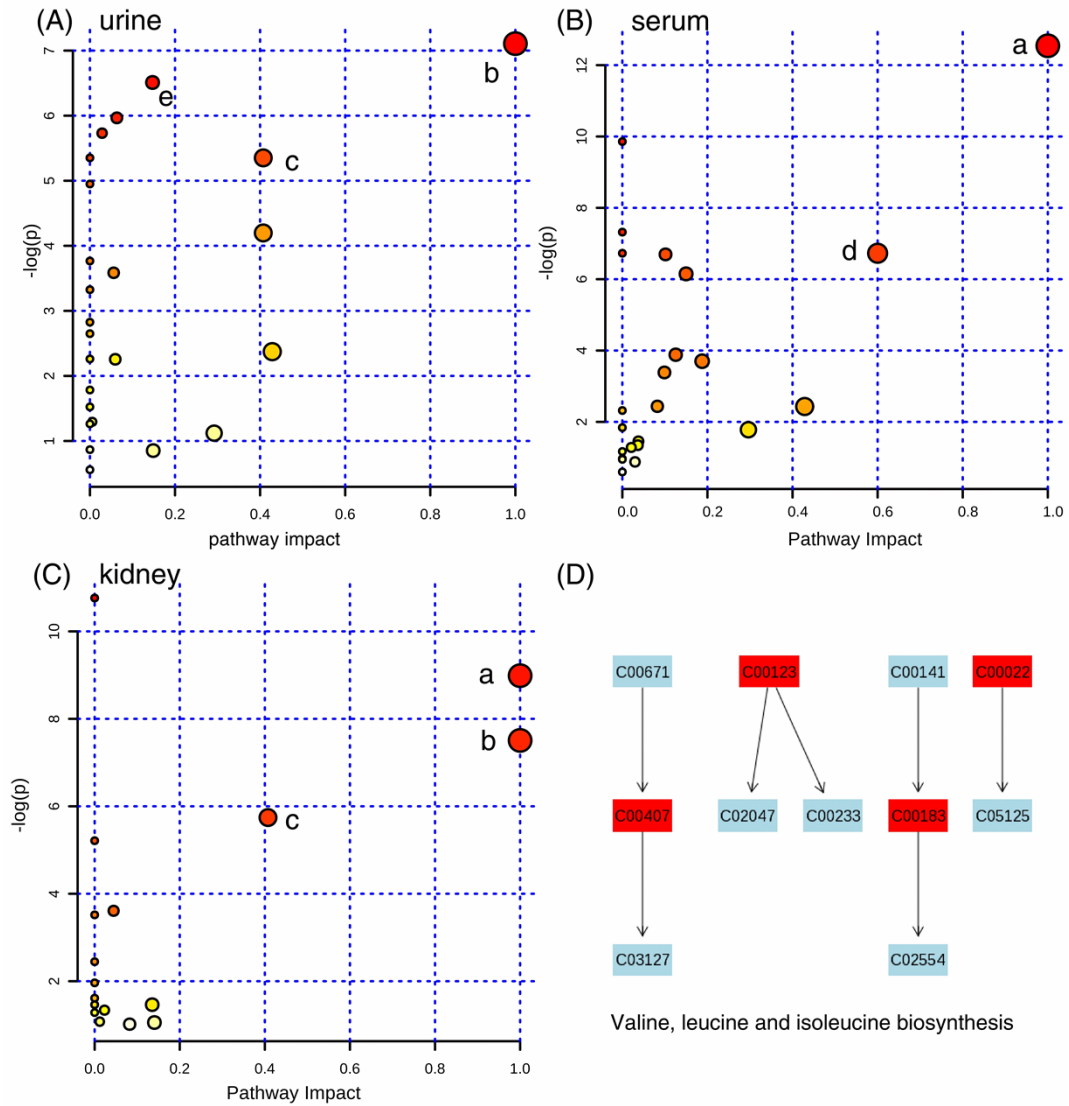 (A) urine
-log(p)
7
6
5
4
3
2
1
b
e
c
0.0 0.2 0.4 0.6 0.8 1.0
pathway impact
(B) serum
-log(p)
12
10
8
6
4
2
a
d
0.0 0.2 0.4 0.6 0.8 1.0
Pathway Impact
(C) kidney
-log(p)
10
8
6
4
2
a
b
c
0.0 0.2 0.4 0.6 0.8 1.0
Pathway Impact
(D)
C00671 C00123 C00141 C00022
C00407 C02047 C00233 C00183 C05125
C03127 C02554
Valine, leucine and isoleucine biosynthesis